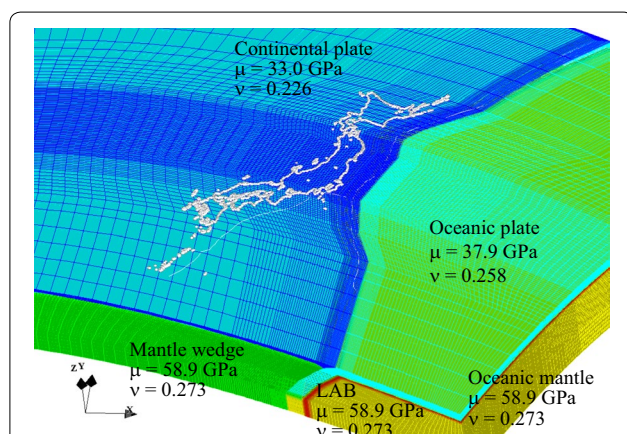 Continental plate
μ = 33.0 GPa
ν = 0.226
Oceanic plate
μ = 37.9 GPa
ν = 0.258
Mantle wedge
μ = 58.9 GPa
ν = 0.273
LAB
μ = 58.9 GPa
ν = 0.273
Oceanic mantle
μ = 58.9 GPa
ν = 0.273
Z Y
X